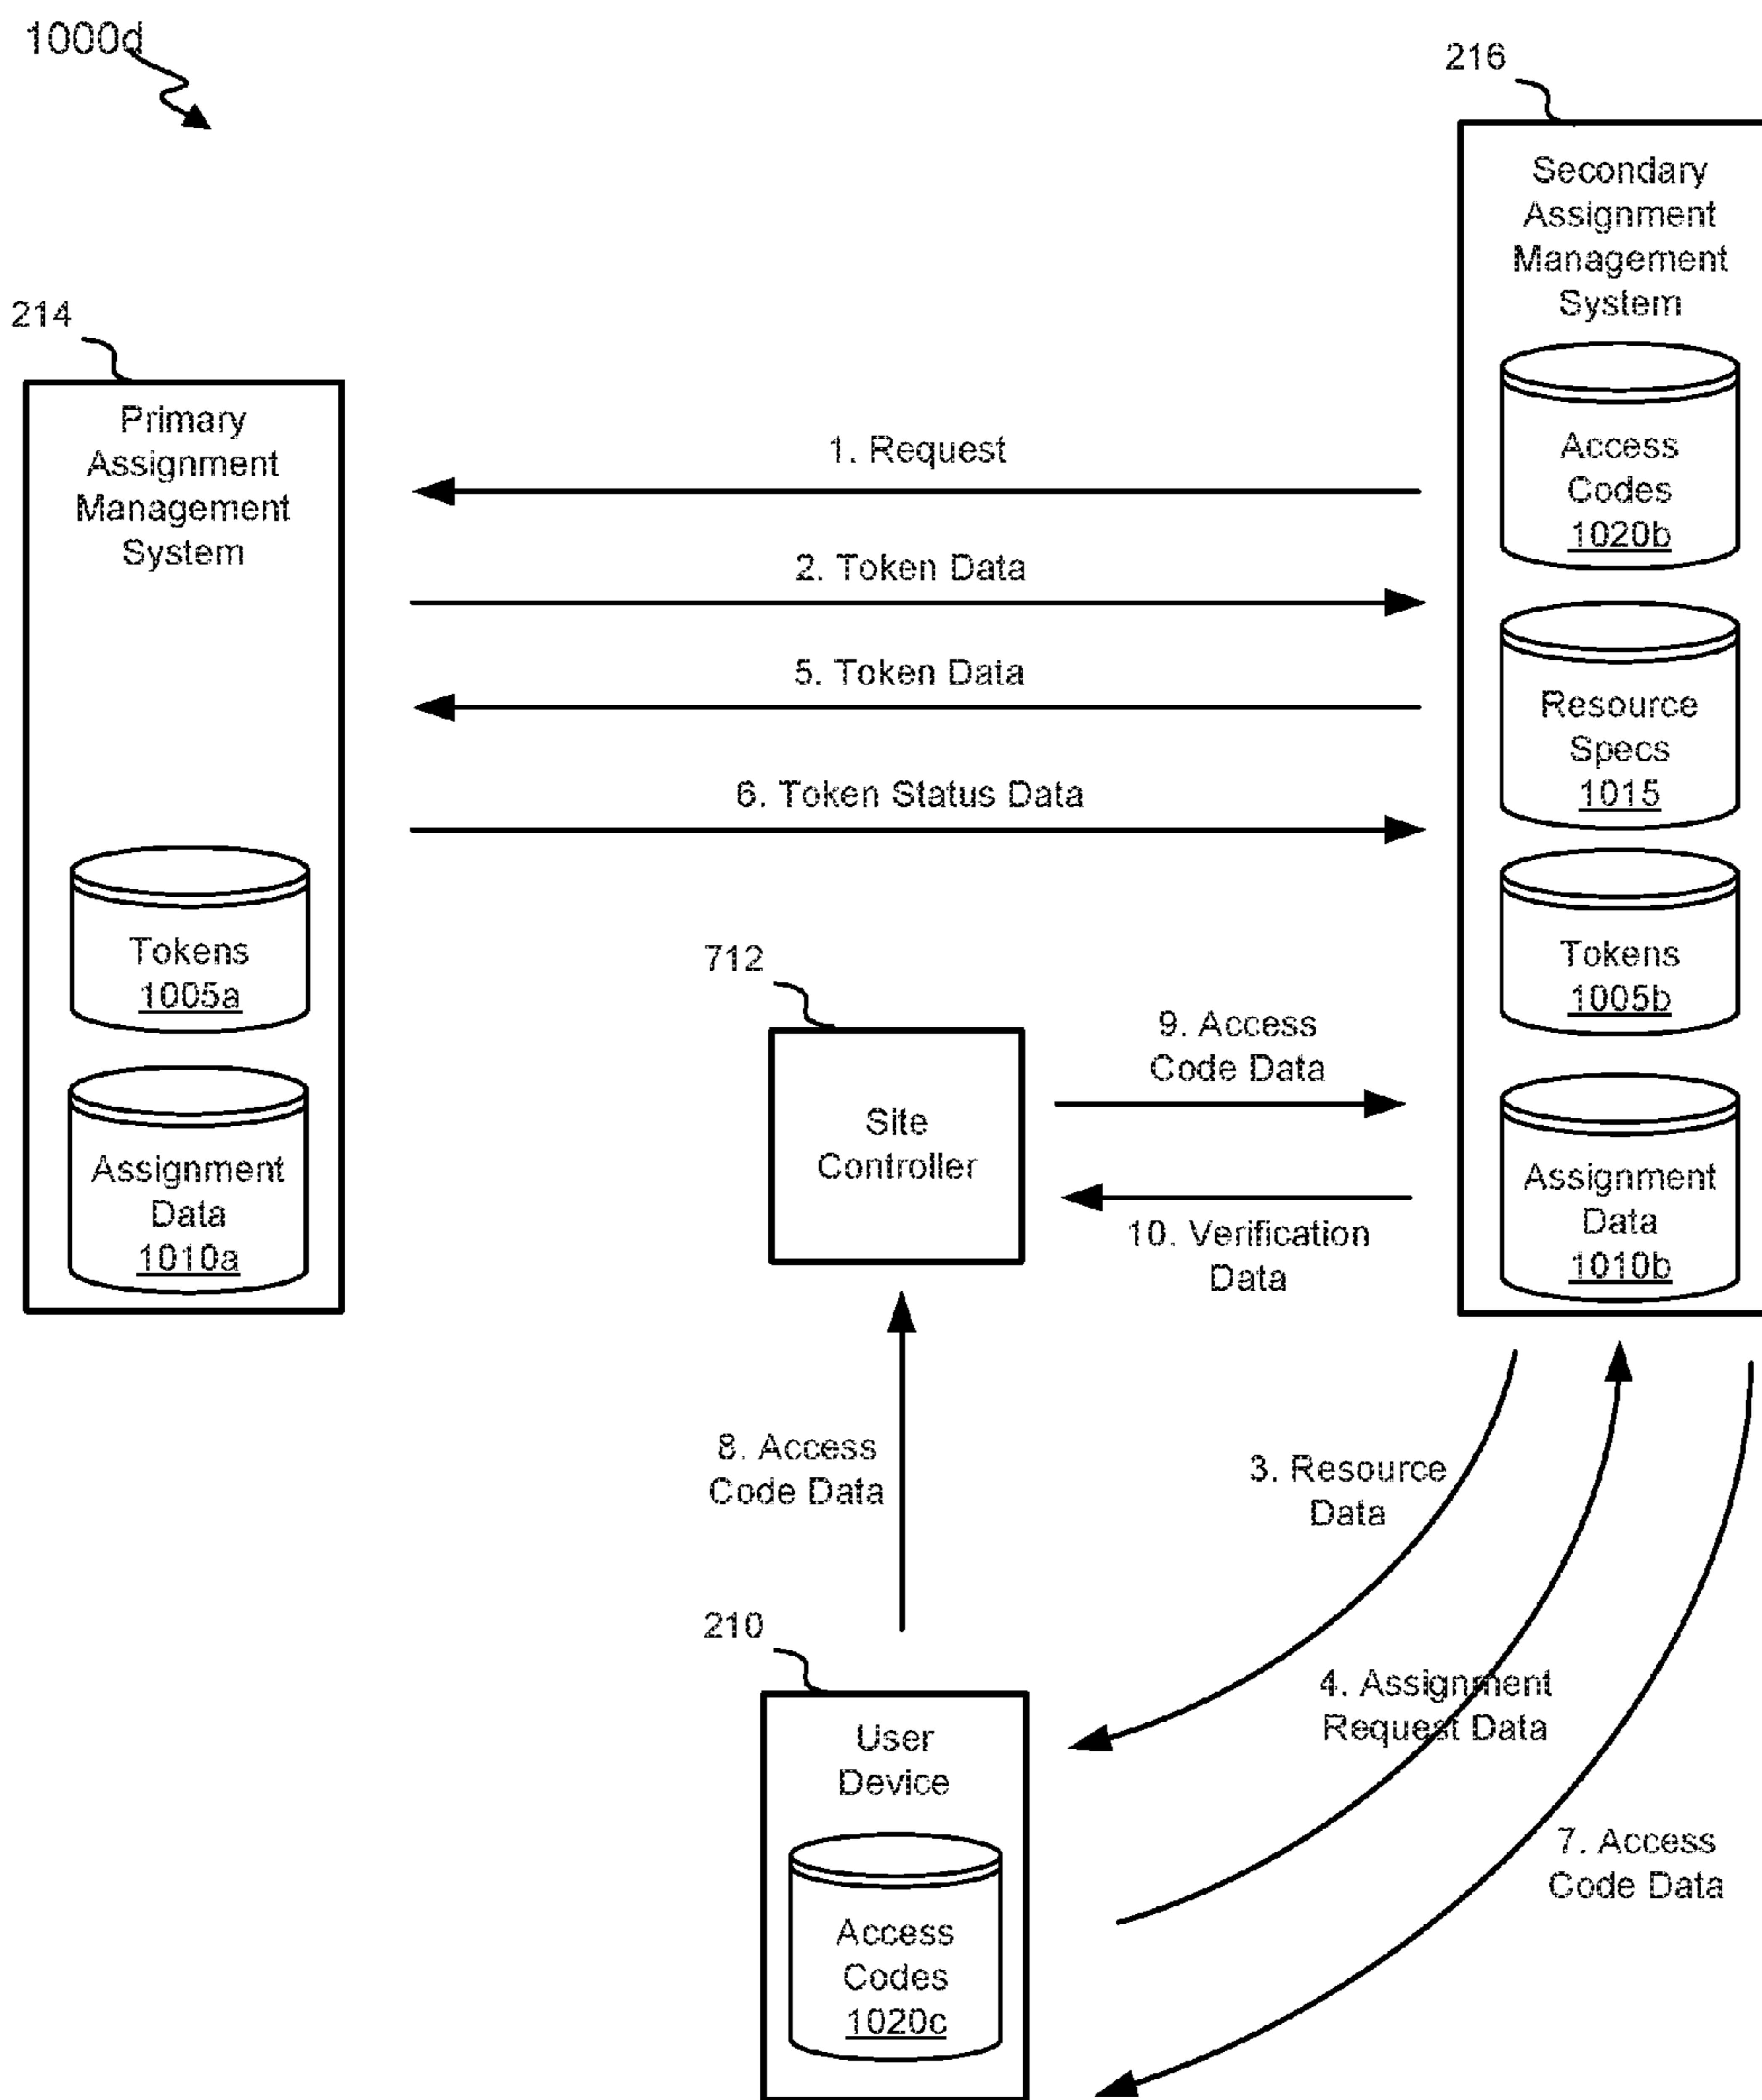 1000d
216
Secondary
Assignment
Management
System
Access
Codes
1020b
Resource
Specs
1015
Tokens
1005b
Assignment
Data
1010b
214
Primary
Assignment
Management
System
Tokens
1005a
Assignment
Data
1010a
1. Request
2. Token Data
5. Token Data
6. Token Status Data
712
Site
Controller
9. Access
Code Data
10. Verification
Data
8. Access
Code Data
3. Resource
Data
4. Assignment
Request Data
7. Access
Code Data
210
User
Device
Access
Codes
1020c